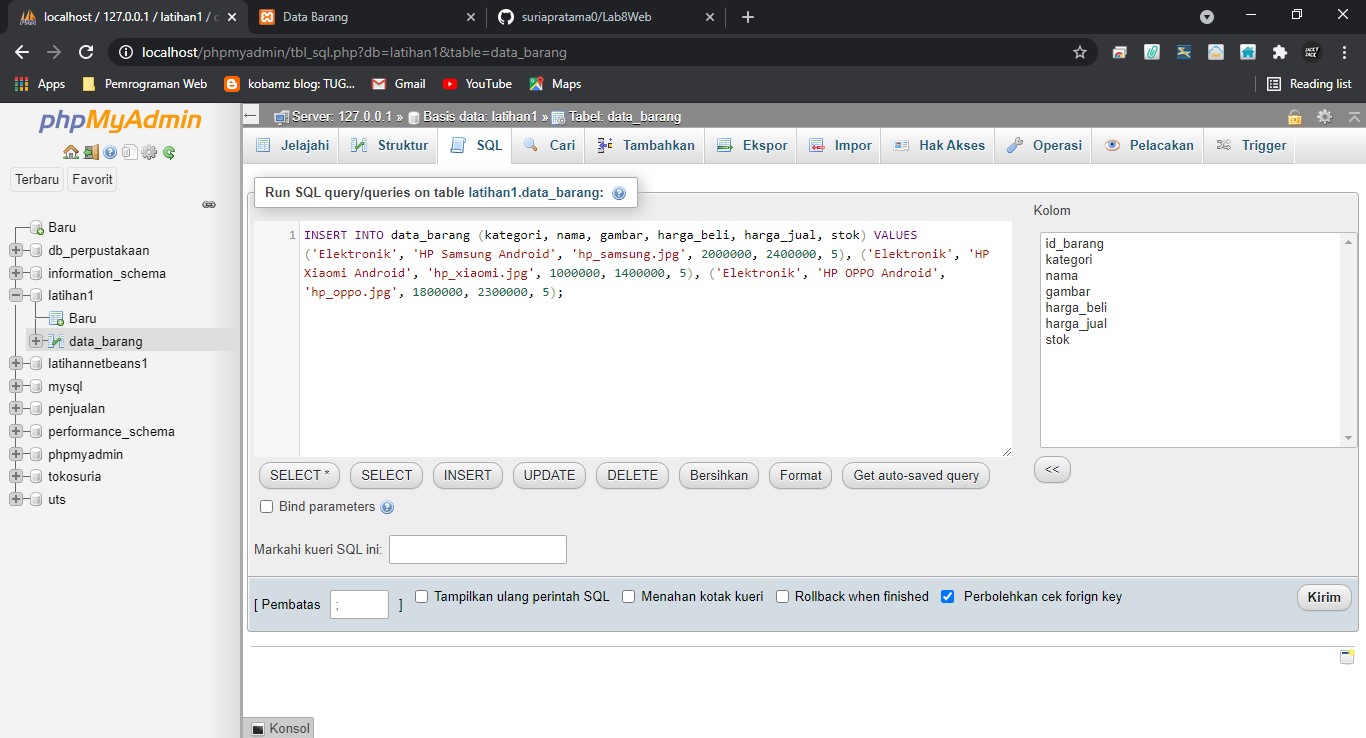 localhost / 127.0.0.1 / latihan1 / 
Data Barang
suriapratama0/Lab8Web
localhost/phpmyadmin/tbl_sql.php?db=latihan1&table=data_barang
Apps
Pemrograman Web
kobamz blog: TUG...
Gmail
YouTube
Maps
Reading list
phpMyAdmin
Terbaru
Favorit
Baru
db_perpustakaan
information_schema
latihan1
Baru
data_barang
latihannetbeans1
mysql
penjualan
performance_schema
phpmyadmin
tokosuria
uts
Server: 127.0.0.1 » Basis data: latihan1 » Tabel: data_barang
Jelajahi
Struktur
SQL
Cari
Tambahkan
Ekspor
Impor
Hak Akses
Operasi
Pelacakan
Trigger
Run SQL query/queries on table latihan1.data_barang:
1 INSERT INTO data_barang (kategori, nama, gambar, harga_beli, harga_jual, stok) VALUES
('Elektronik', 'HP Samsung Android', 'hp_samsung.jpg', 2000000, 2400000, 5), ('Elektronik', 'HP
Xiaomi Android', 'hp_xiaomi.jpg', 1000000, 1400000, 5), ('Elektronik', 'HP OPPO Android',
'hp_oppo.jpg', 1800000, 2300000, 5);
Kolom
id_barang
kategori
nama
gambar
harga_beli
harga_jual
stok
<<
SELECT *
SELECT
INSERT
UPDATE
DELETE
Bersihkan
Format
Get auto-saved query
Bind parameters
Markahi kueri SQL ini:
[ Pembatas ; ]
Tampilkan ulang perintah SQL
Menahan kotak kueri
Rollback when finished
Perbolehkan cek forign key
Kirim
Konsol